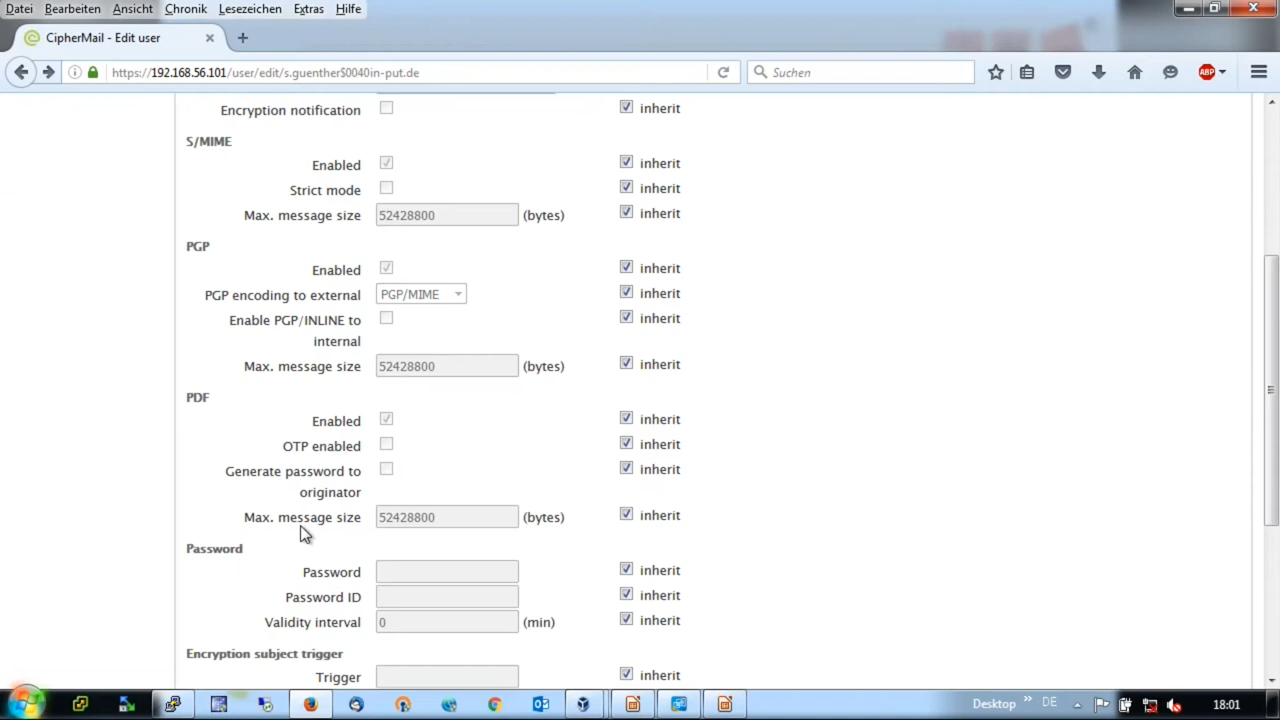 Datei Bearbeiten Ansicht Chronik Lesezeichen Extras Hilfe
CipherMail - Edit user
https://192.168.56.101/user/edit/s.guenther$0040in-put.de
Suchen
ABP
Encryption notification inherit
S/MIME
Enabled inherit
Strict mode inherit
Max. message size 52428800 (bytes) inherit
PGP
Enabled inherit
PGP encoding to external PGP/MIME inherit
Enable PGP/INLINE to inherit
internal
Max. message size 52428800 (bytes) inherit
PDF
Enabled inherit
OTP enabled inherit
Generate password to inherit
originator
Max. message size 52428800 (bytes) inherit
Password
Password inherit
Password ID inherit
Validity interval 0 (min) inherit
Encryption subject trigger
Trigger inherit
Desktop » DE 18:01